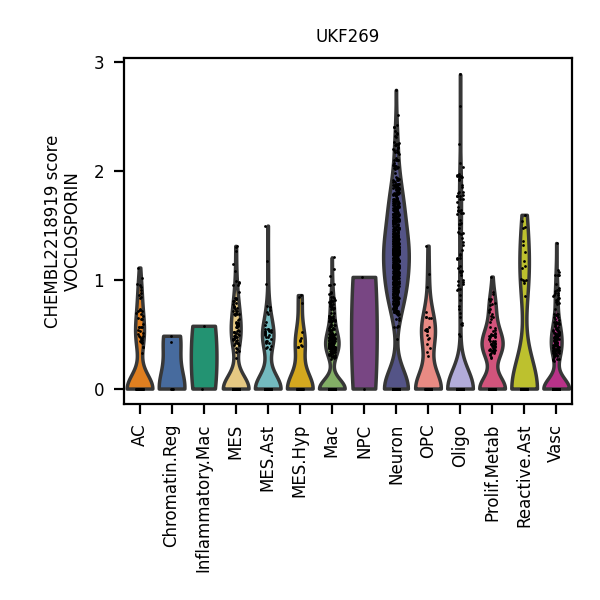 UKF269
CHEMBL2218919 score
VOCLOSPORIN
3
2
1
0
AC
Chromatin.Reg
Inflammatory.Mac
MES
MES.Ast
MES.Hyp
Mac
NPC
Neuron
OPC
Oligo
Prolif.Metab
Reactive.Ast
Vasc